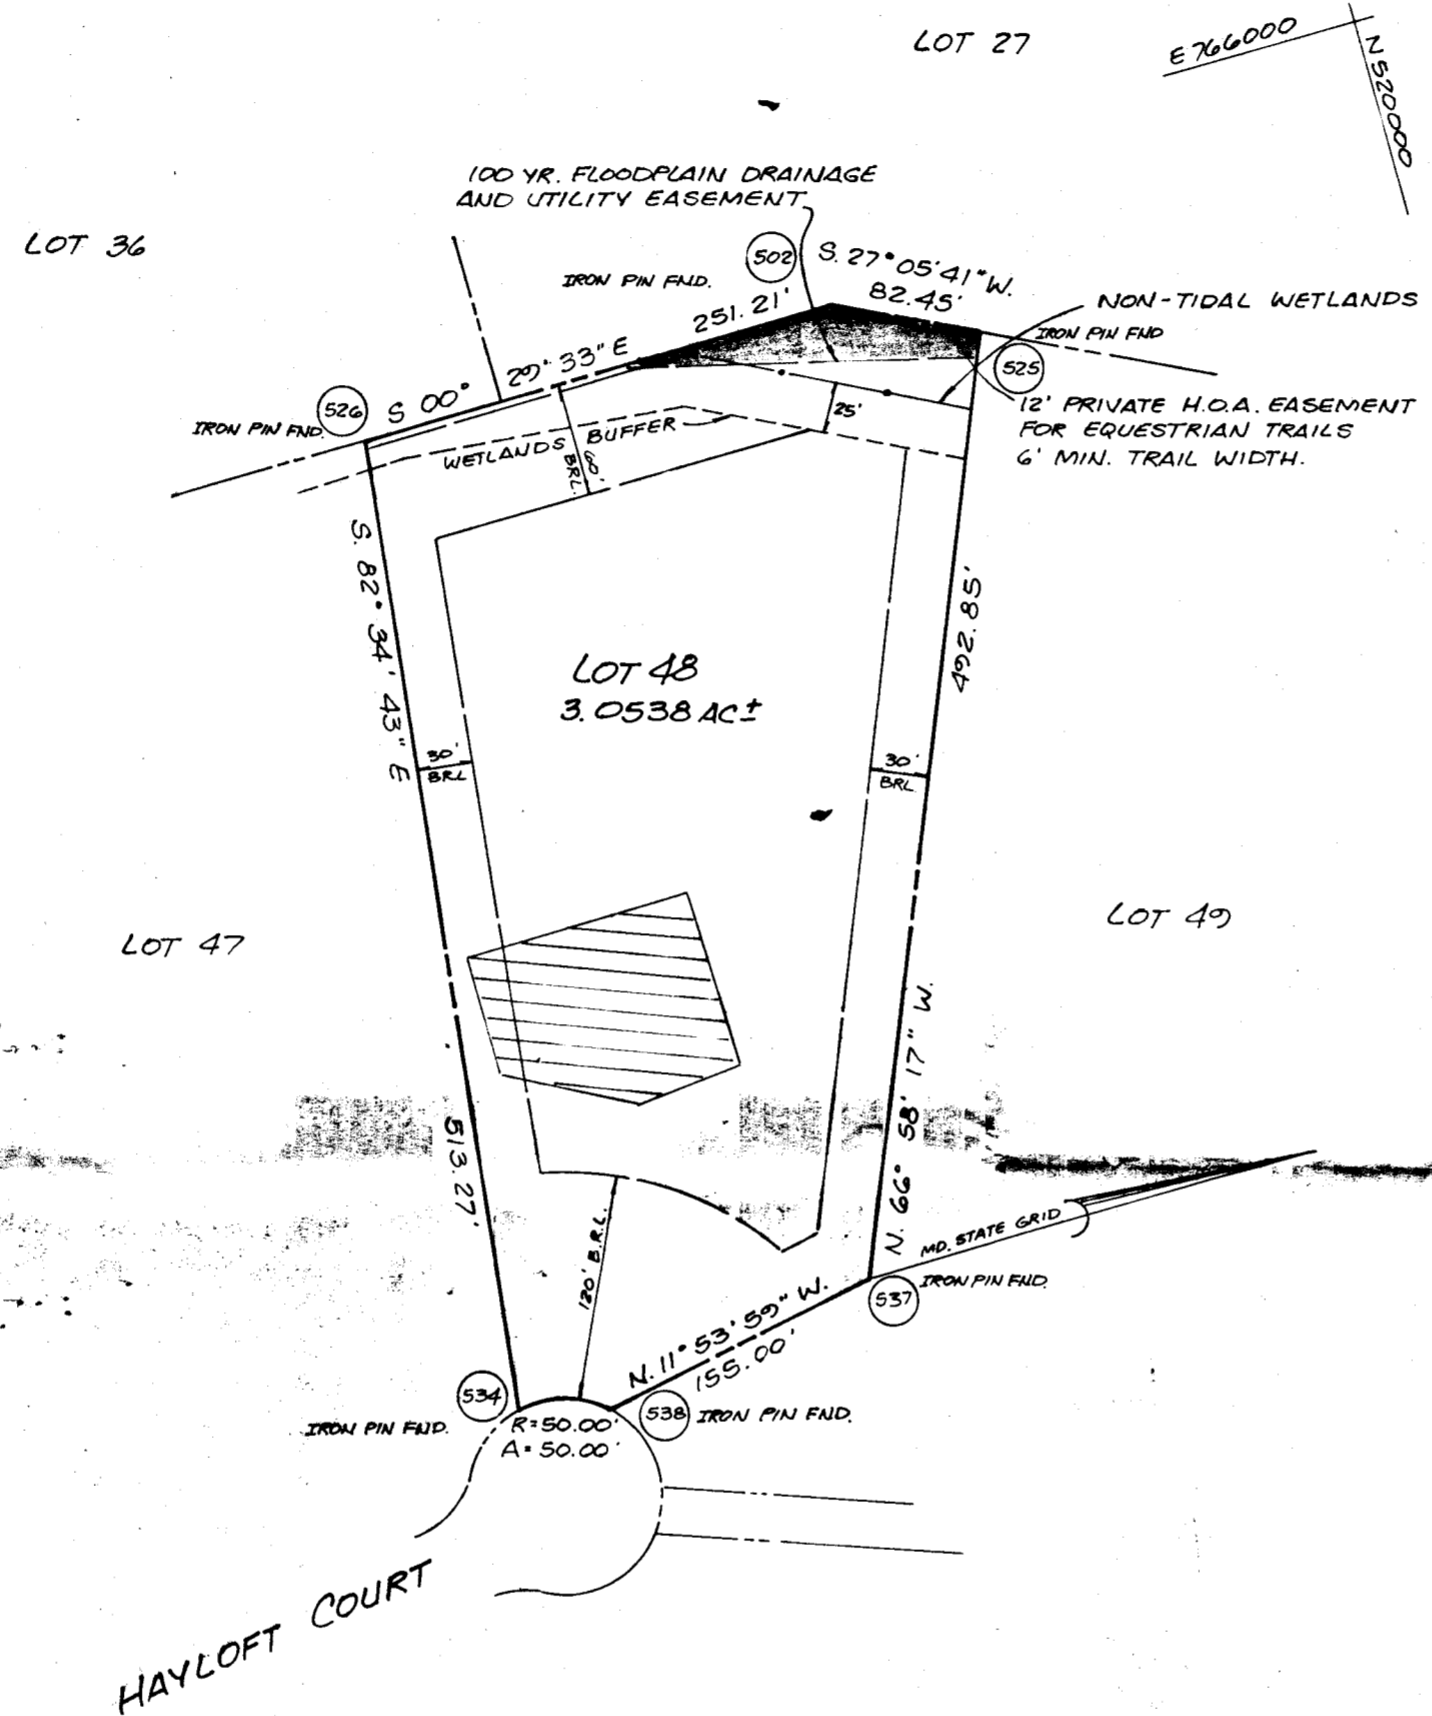 LOT 27
E 766000
N 520000
100 YR. FLOODPLAIN DRAINAGE
AND UTILITY EASEMENT
LOT 36
502
S. 27° 05' 41" W.
82.45'
IRON PIN FND.
251.21'
NON-TIDAL WETLANDS
IRON PIN FND
525
S 00° 29' 33" E
526
IRON PIN FND.
12' PRIVATE H.O.A. EASEMENT
FOR EQUESTRIAN TRAILS
6' MIN. TRAIL WIDTH.
25'
WETLANDS BUFFER
60'
BRL.
S. 82° 34' 43" E
492.85'
LOT 48
3.0538 AC±
30'
BRL
30'
BRL
LOT 47
LOT 49
N. 66° 58' 17" W.
513.27'
120' B.R.L.
MD. STATE GRID
IRON PIN FND.
537
N. 11° 53' 59" W.
155.00'
534
IRON PIN FND.
R=50.00'
A=50.00'
538
IRON PIN FND.
HAYLOFT COURT